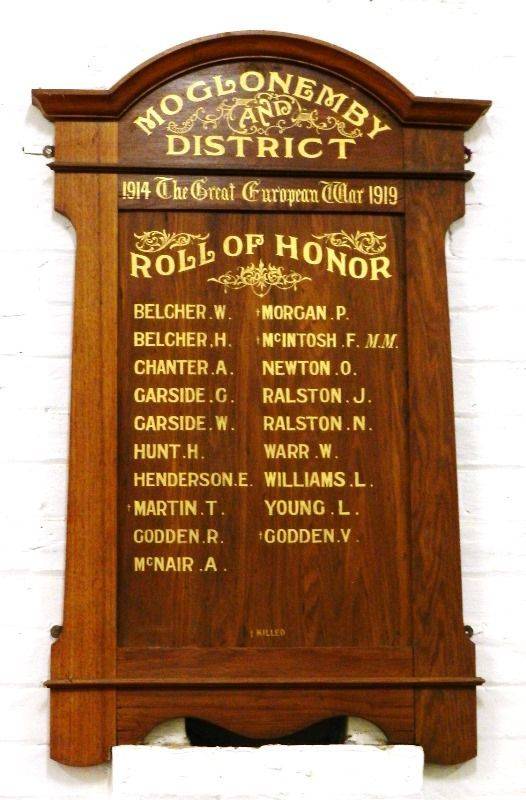 MOGLONEMBY
AND
DISTRICT
1914 The Great European War 1919
ROLL OF HONOR
BELCHER.W.
BELCHER.H.
CHANTER.A.
GARSIDE.G.
GARSIDE.W.
HUNT.H.
HENDERSON.E.
†MARTIN.T.
GODDEN.R.
McNAIR.A.
†MORGAN.P.
†McINTOSH.F. M.M.
NEWTON.O.
RALSTON.J.
RALSTON.N.
WARR.W.
WILLIAMS.L.
YOUNG.L.
†GODDEN.V.
† KILLED